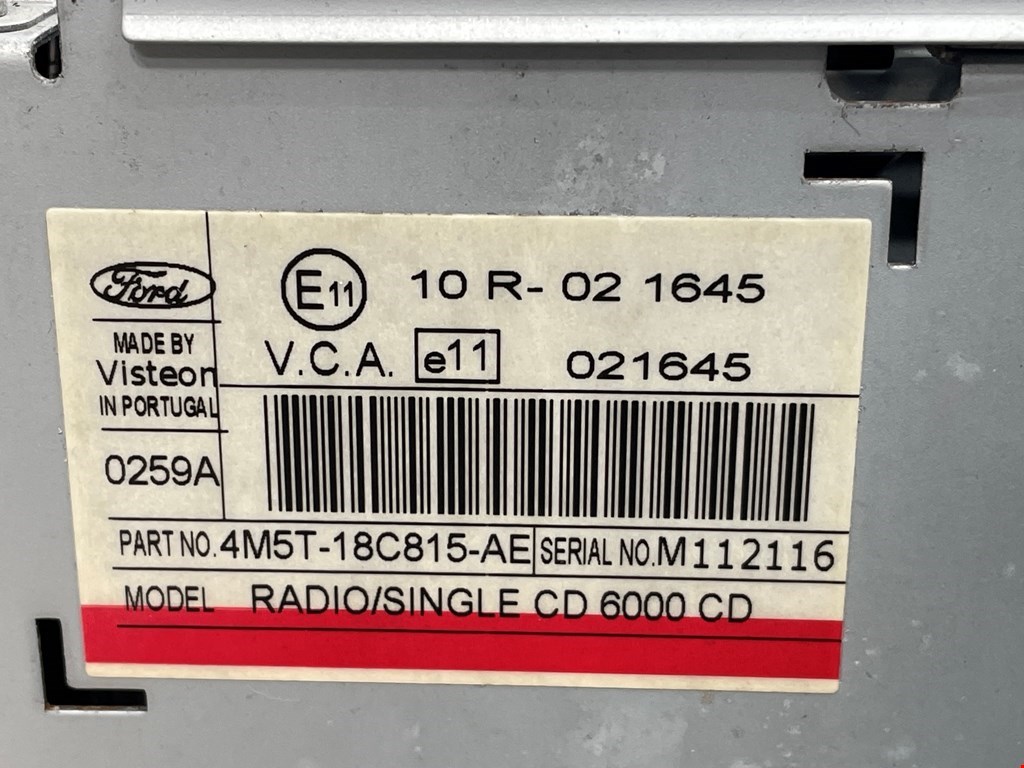 Ford
MADE BY
Visteon
IN PORTUGAL
0259A
E11 10 R- 02 1645
V.C.A. e11 021645
PART NO. 4M5T-18C815-AE SERIAL NO. M112116
MODEL RADIO/SINGLE CD 6000 CD